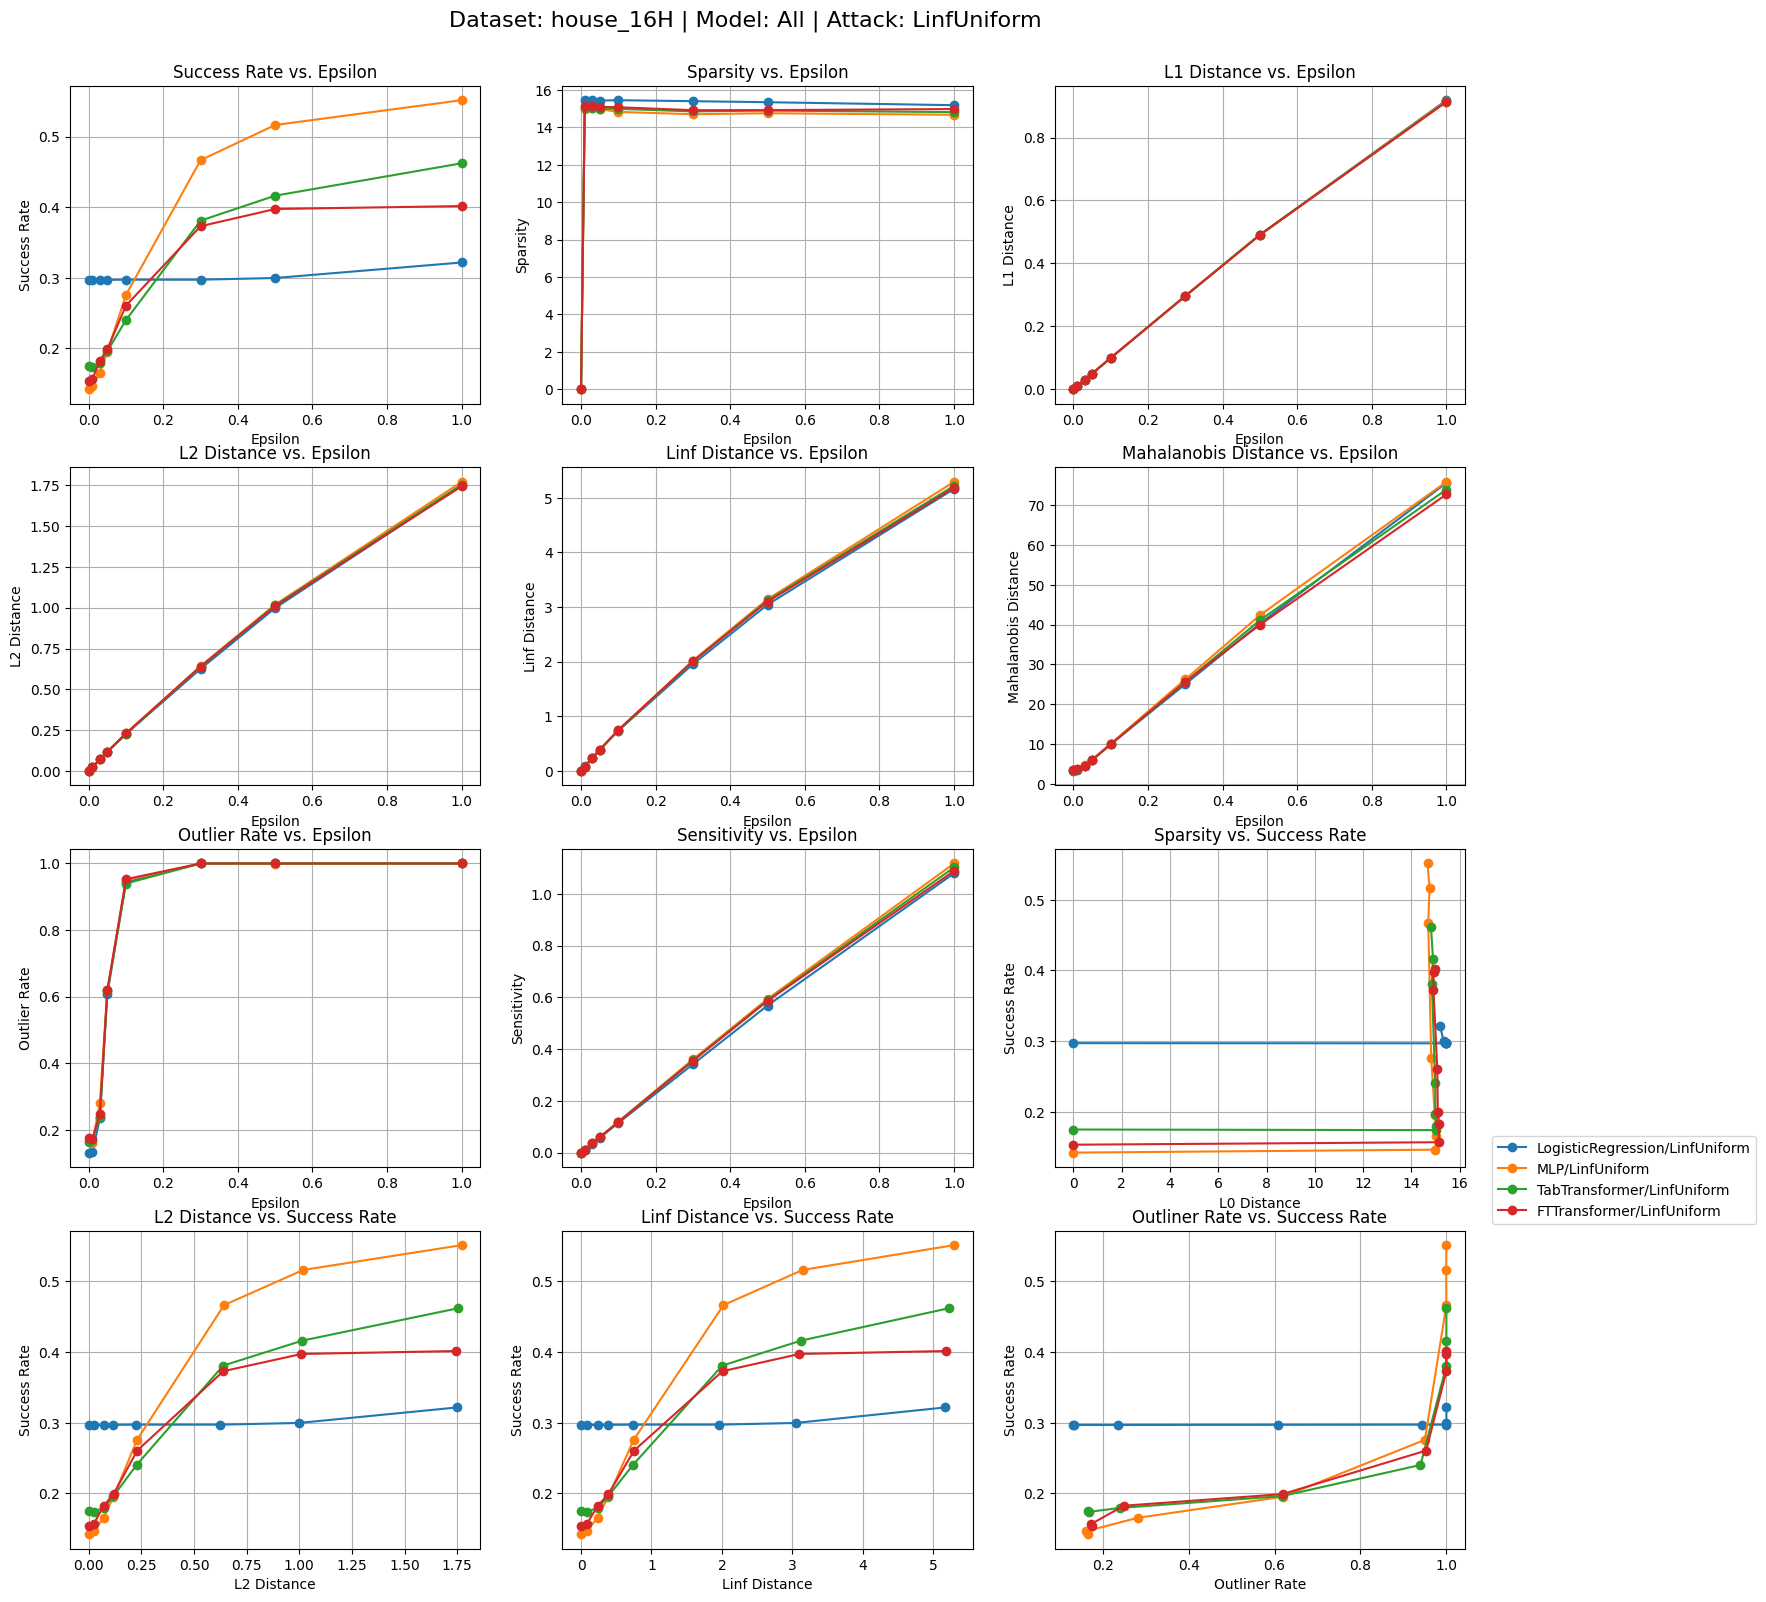 Dataset: house_16H | Model: All | Attack: LinfUniform
Success Rate vs. Epsilon
Success Rate
0.5
0.4
0.3
0.2
0.0 0.2 0.4 0.6 0.8 1.0
Epsilon
Sparsity vs. Epsilon
Sparsity
16
14
12
10
8
6
4
2
0
0.0 0.2 0.4 0.6 0.8 1.0
Epsilon
L1 Distance vs. Epsilon
L1 Distance
0.8
0.6
0.4
0.2
0.0
0.0 0.2 0.4 0.6 0.8 1.0
Epsilon
L2 Distance vs. Epsilon
L2 Distance
1.75
1.50
1.25
1.00
0.75
0.50
0.25
0.00
0.0 0.2 0.4 0.6 0.8 1.0
Epsilon
Linf Distance vs. Epsilon
Linf Distance
5
4
3
2
1
0
0.0 0.2 0.4 0.6 0.8 1.0
Epsilon
Mahalanobis Distance vs. Epsilon
Mahalanobis Distance
70
60
50
40
30
20
10
0
0.0 0.2 0.4 0.6 0.8 1.0
Epsilon
Outlier Rate vs. Epsilon
Outlier Rate
1.0
0.8
0.6
0.4
0.2
0.0 0.2 0.4 0.6 0.8 1.0
Epsilon
Sensitivity vs. Epsilon
Sensitivity
1.0
0.8
0.6
0.4
0.2
0.0
0.0 0.2 0.4 0.6 0.8 1.0
Epsilon
Sparsity vs. Success Rate
Success Rate
0.5
0.4
0.3
0.2
0 2 4 6 8 10 12 14 16
L0 Distance
LogisticRegression/LinfUniform
MLP/LinfUniform
TabTransformer/LinfUniform
FTTransformer/LinfUniform
L2 Distance vs. Success Rate
Success Rate
0.5
0.4
0.3
0.2
0.00 0.25 0.50 0.75 1.00 1.25 1.50 1.75
L2 Distance
Linf Distance vs. Success Rate
Success Rate
0.5
0.4
0.3
0.2
0 1 2 3 4 5
Linf Distance
Outliner Rate vs. Success Rate
Success Rate
0.5
0.4
0.3
0.2
0.2 0.4 0.6 0.8 1.0
Outliner Rate